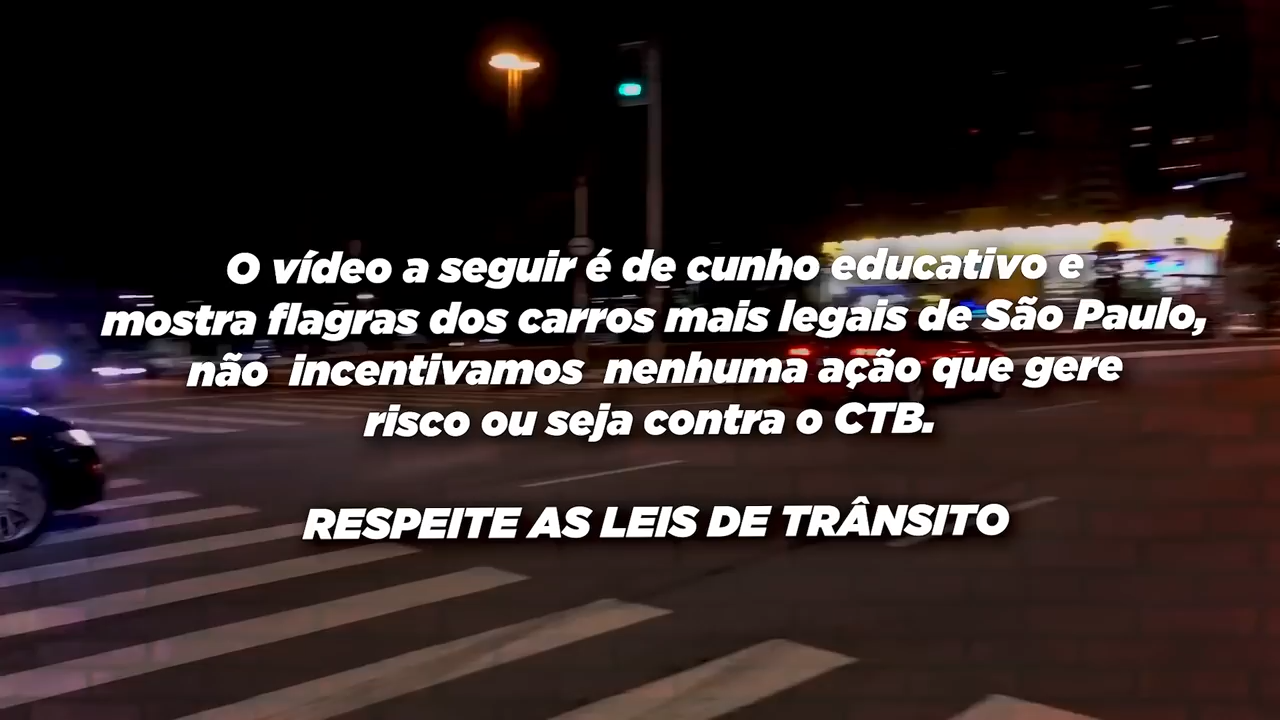 O vídeo a seguir é de cunho educativo e
mostra flagras dos carros mais legais de São Paulo,
não incentivamos nenhuma ação que gere
risco ou seja contra o CTB.
RESPEITE AS LEIS DE TRÂNSITO